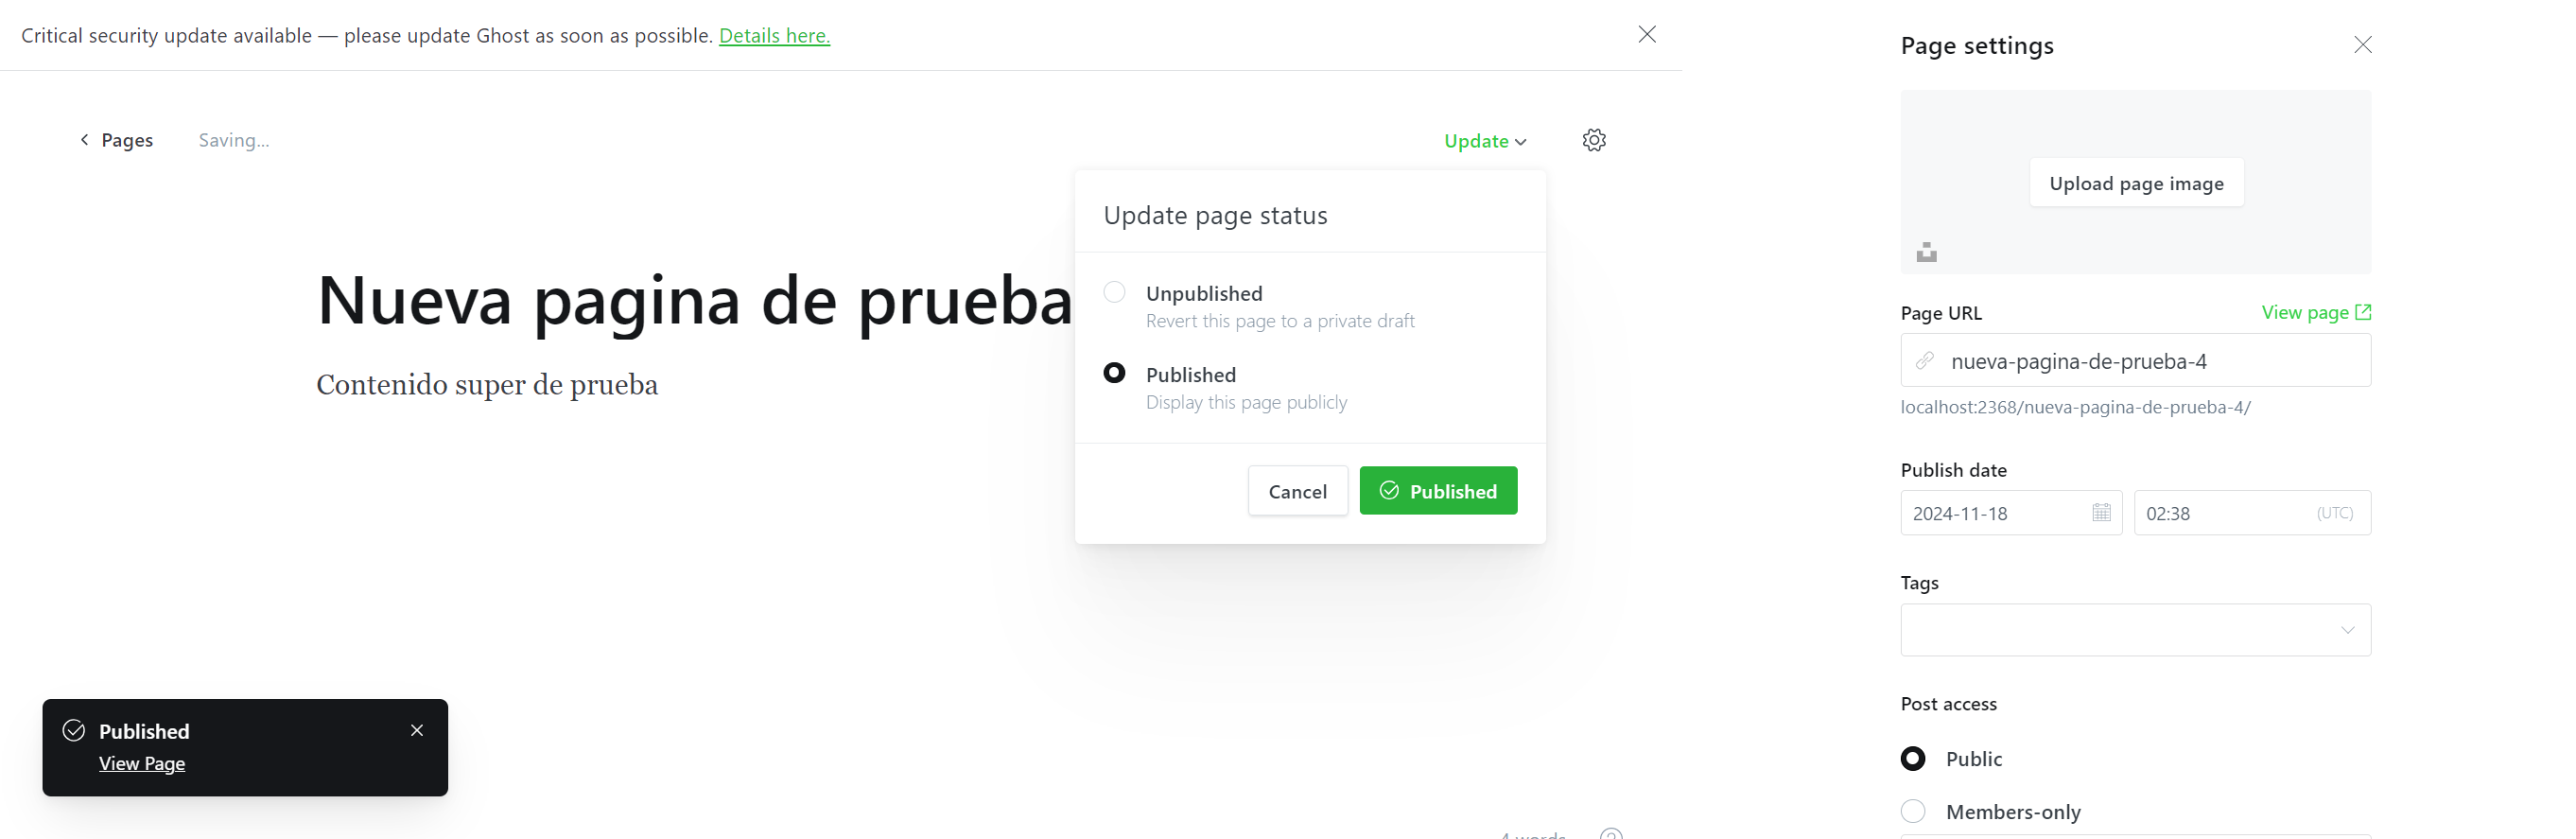 Critical security update available — please update Ghost as soon as possible. Details here.
Pages
Saving...
Update
Update page status
Unpublished
Revert this page to a private draft
Published
Display this page publicly
Cancel
Published
Nueva pagina de prueba
Contenido super de prueba
Published
View Page
4 words
Page settings
Upload page image
Page URL
View page
nueva-pagina-de-prueba-4
localhost:2368/nueva-pagina-de-prueba-4/
Publish date
2024-11-18
02:38
(UTC)
Tags
Post access
Public
Members-only